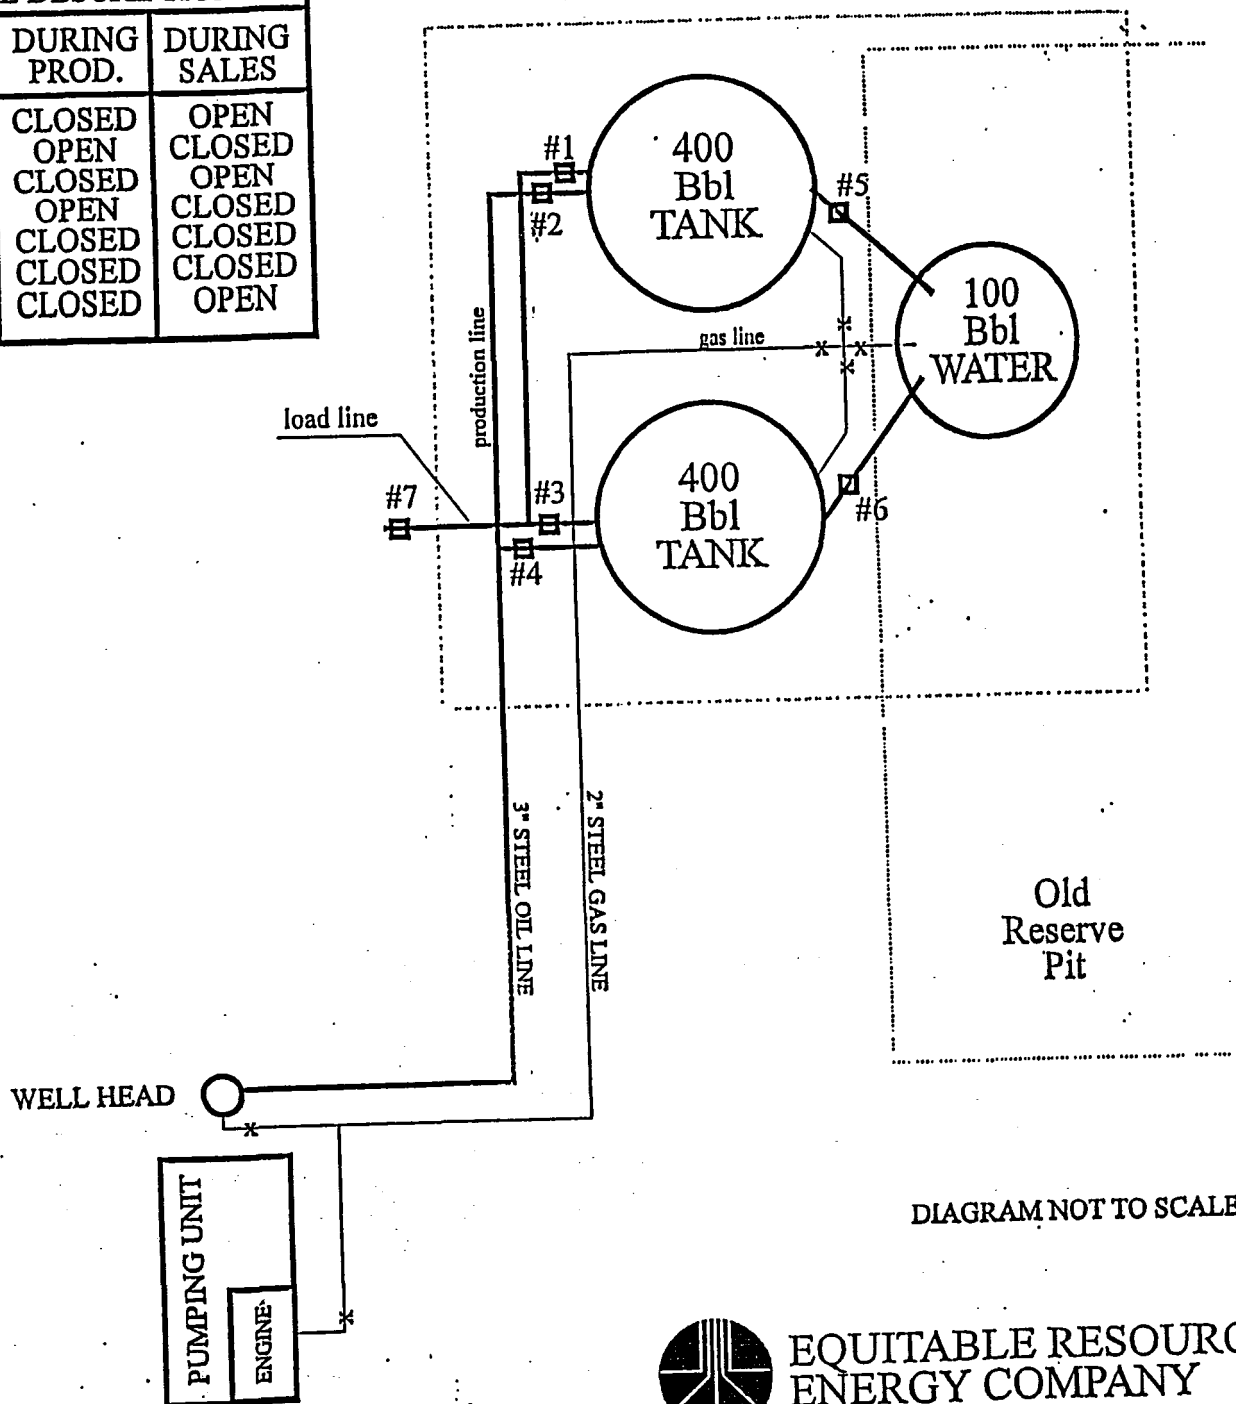 DURING DURING
PROD. SALES
CLOSED OPEN
OPEN CLOSED
CLOSED OPEN
OPEN CLOSED
CLOSED CLOSED
CLOSED CLOSED
CLOSED OPEN
#1
#2
400
Bbl
TANK
#5
100
Bbl
WATER
gas line
production line
load line
#7
#3
#4
400
Bbl
TANK
#6
3" STEEL OIL LINE
2" STEEL GAS LINE
Old
Reserve
Pit
WELL HEAD
PUMPING UNIT
ENGINE
DIAGRAM NOT TO SCALE
EQUITABLE RESOURC
ENERGY COMPANY